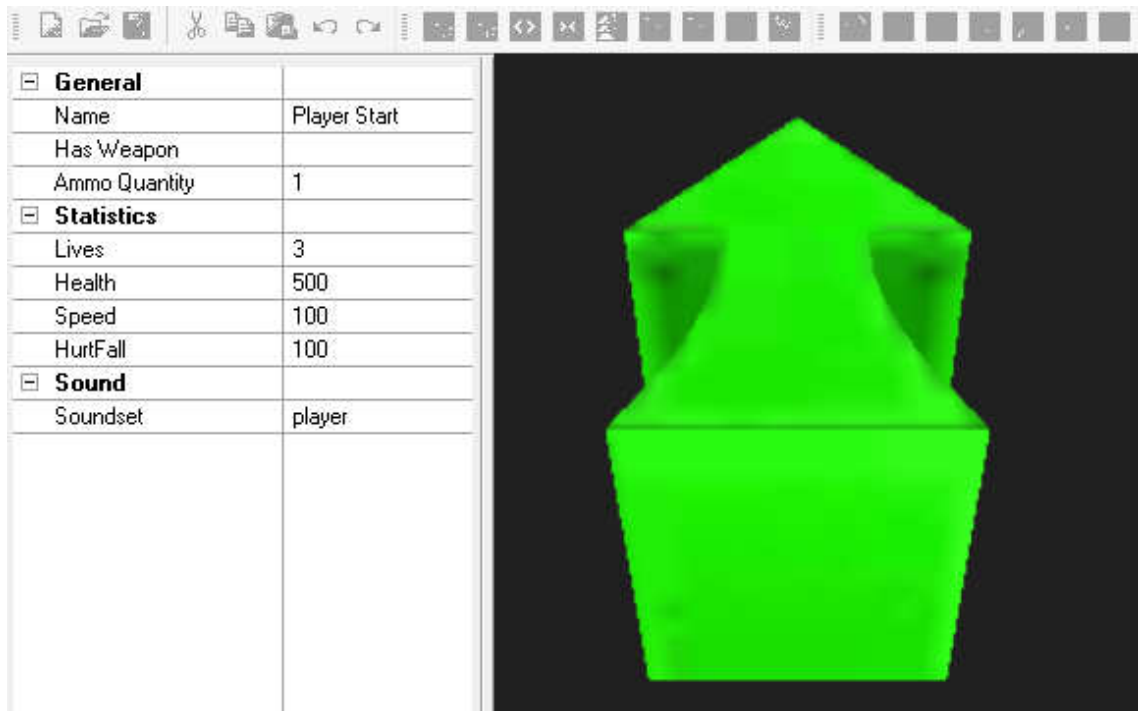 General
Name Player Start
Has Weapon
Ammo Quantity 1
Statistics
Lives 3
Health 500
Speed 100
HurtFall 100
Sound
Soundset player